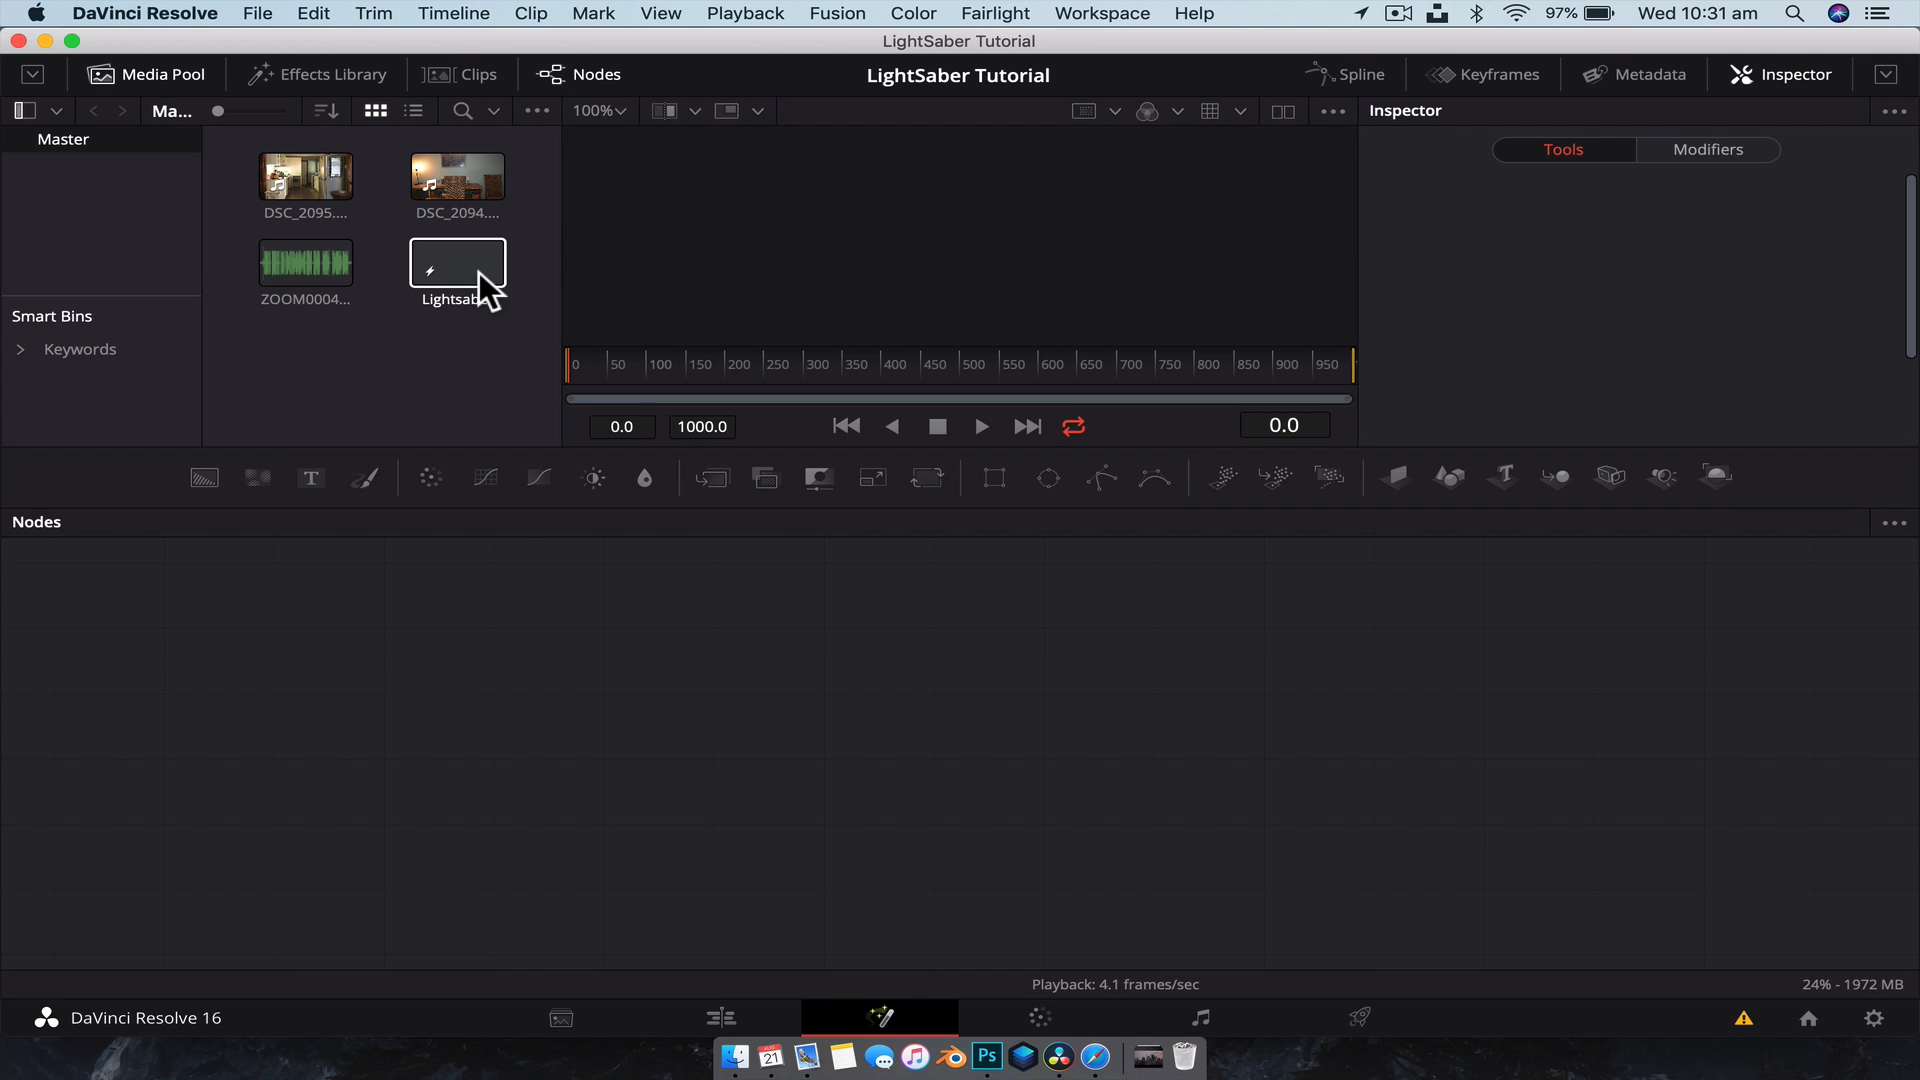 DaVinci Resolve File Edit Trim Timeline Clip Mark View Playback Fusion Color Fairlight Workspace Help 97% Wed 10:31 am
LightSaber Tutorial
Media Pool Effects Library Clips Nodes LightSaber Tutorial Spline Keyframes Metadata Inspector
Ma... 100% Inspector
Master
Tools Modifiers
DSC_2095.... DSC_2094....
ZOOM0004...
Smart Bins
Keywords
0 50 100 150 200 250 300 350 400 450 500 550 600 650 700 750 800 850 900 950
0.0 1000.0 0.0
T T
Nodes
Playback: 4.1 frames/sec 24% - 1972 MB
DaVinci Resolve 16
AUG
21
Ps